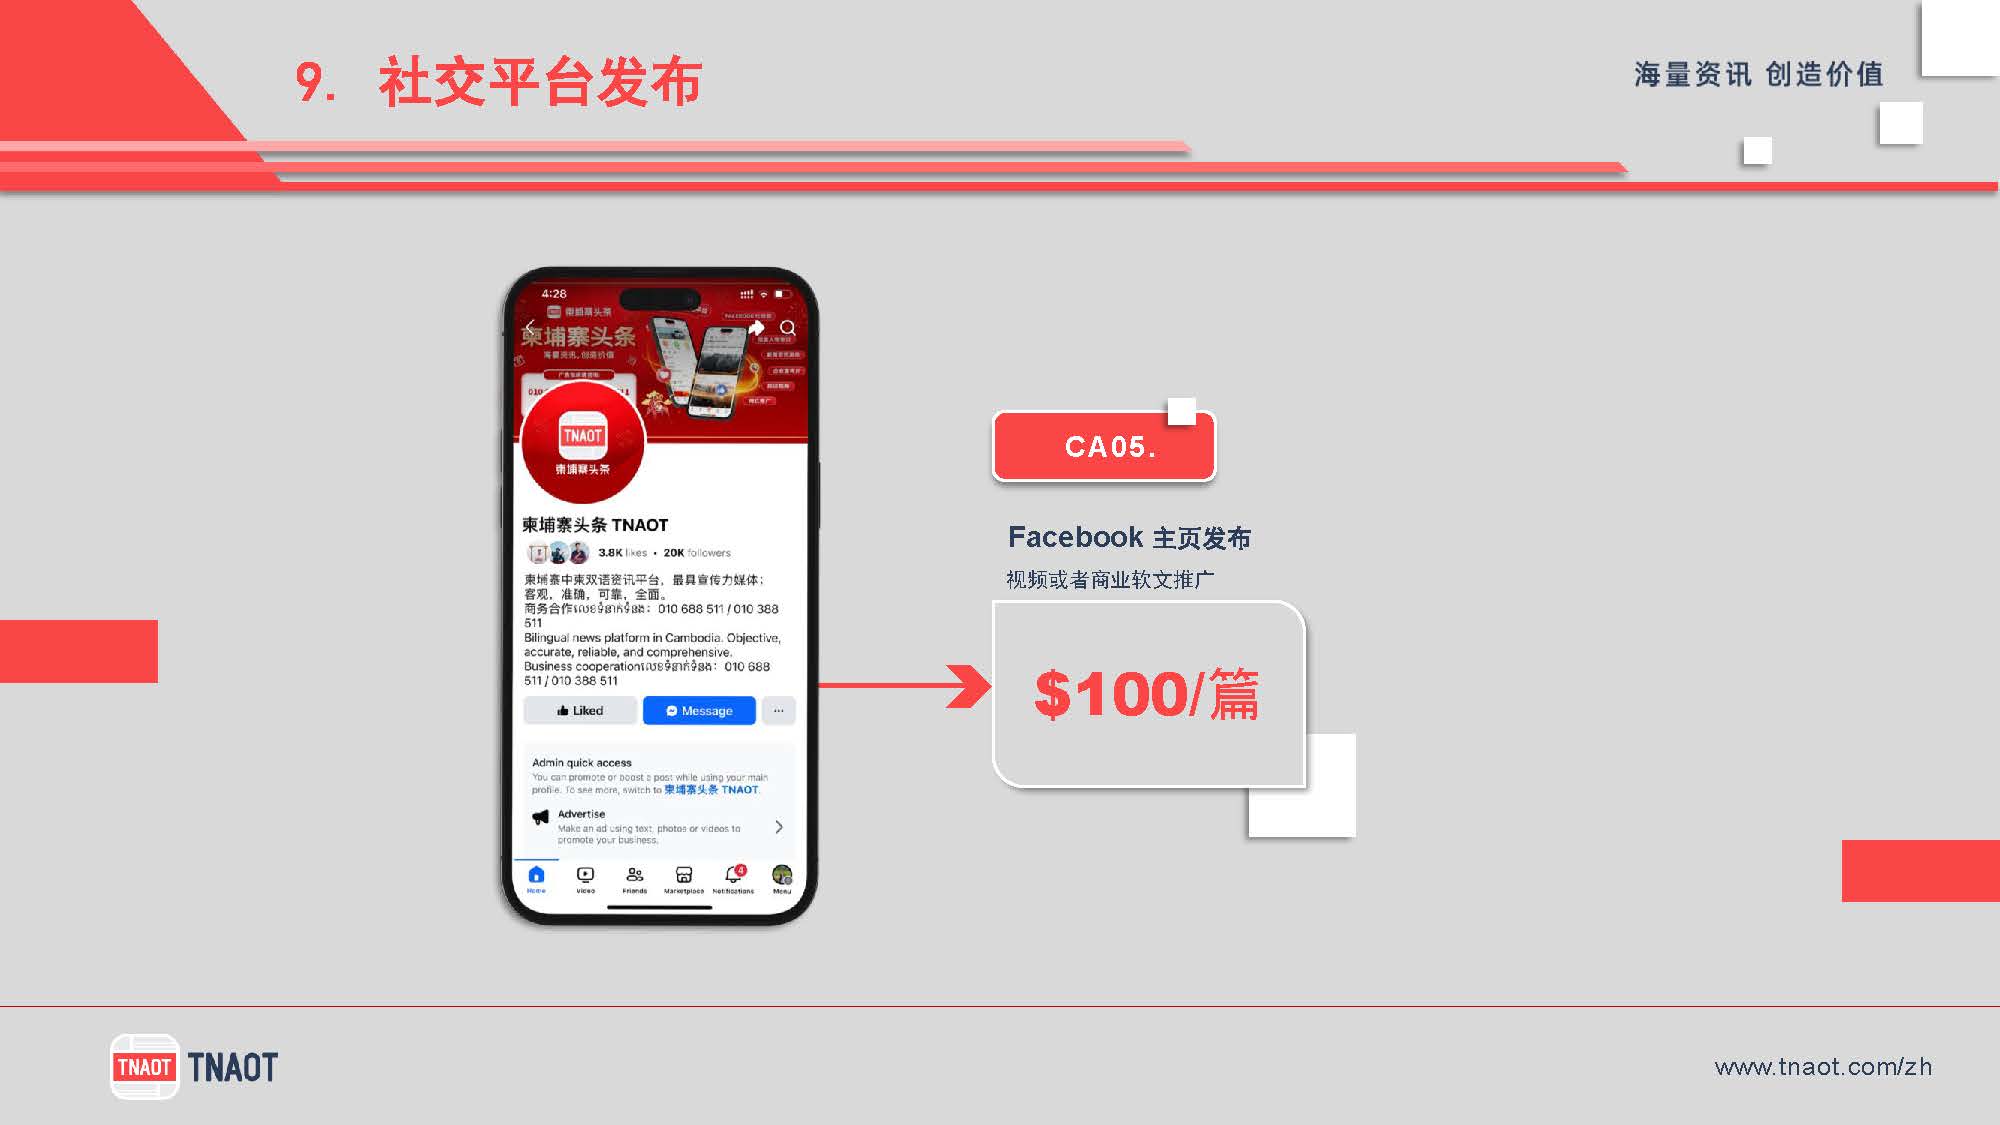 9. 社交平台发布
海量资讯 创造价值
4:28
柬埔寨头条
柬埔寨头条
海量资讯，创造价值
TNAOT
柬埔寨头条
柬埔寨头条 TNAOT
3.8K likes • 20K followers
柬埔寨中柬双语资讯平台，最具宣传力媒体；
客观，准确，可靠，全面。
商务合作លេខទំនាក់ទំនង：010 688 511 / 010 388
511
Bilingual news platform in Cambodia. Objective,
accurate, reliable, and comprehensive.
Business cooperationលេខទំនាក់ទំនង：010 688
511 / 010 388 511
Liked
Message
Admin quick access
You can promote or boost a post while using your main
profile. To see more, switch to 柬埔寨头条 TNAOT.
Advertise
Make an ad using text, photos or videos to
promote your business.
4
Home Video Friends Marketplace Notifications Menu
CA05.
Facebook 主页发布
视频或者商业软文推广
$100/篇
TNAOT TNAOT
www.tnaot.com/zh